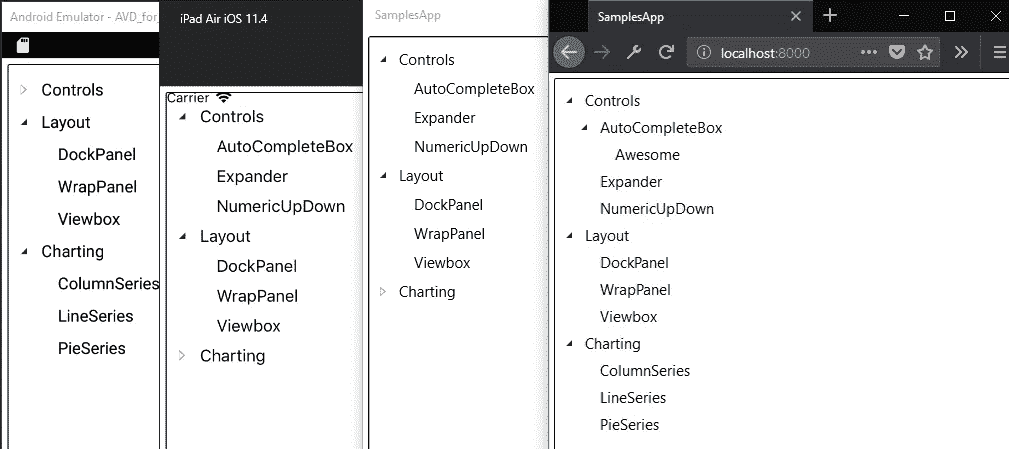 Android Emulator - AVD_for_
Controls
Layout
DockPanel
WrapPanel
Viewbox
Charting
ColumnSeries
LineSeries
PieSeries
iPad Air iOS 11.4
Carrier
Controls
AutoCompleteBox
Expander
NumericUpDown
Layout
DockPanel
WrapPanel
Viewbox
Charting
SamplesApp
Controls
AutoCompleteBox
Expander
NumericUpDown
Layout
DockPanel
WrapPanel
Viewbox
Charting
SamplesApp
localhost:8000
Controls
AutoCompleteBox
Awesome
Expander
NumericUpDown
Layout
DockPanel
WrapPanel
Viewbox
Charting
ColumnSeries
LineSeries
PieSeries